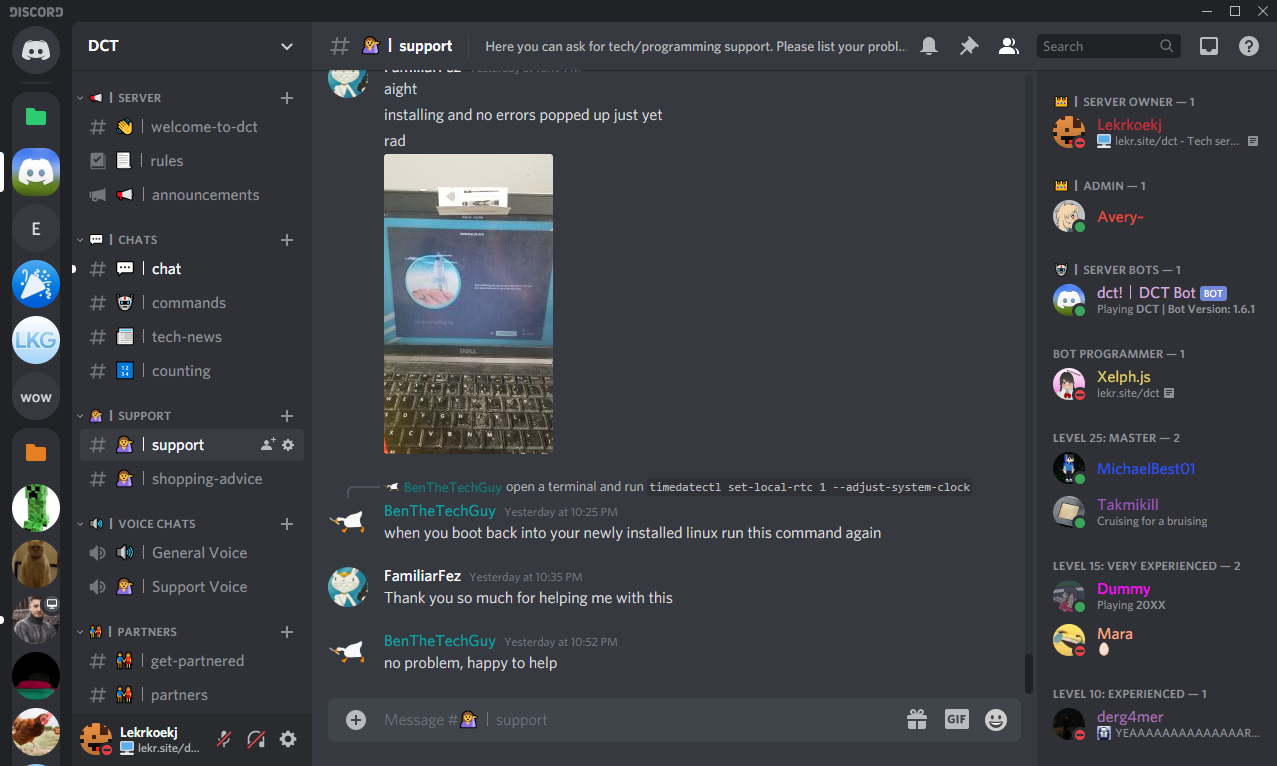 DISCORD
DCT
| support
Here you can ask for tech/programming support. Please list your probl...
Search
| SERVER
| welcome-to-dct
| rules
| announcements
| CHATS
| chat
| commands
| tech-news
| counting
| SUPPORT
| support
| shopping-advice
| VOICE CHATS
| General Voice
| Support Voice
| PARTNERS
| get-partnered
| partners
Lekrkoekj
lekr.site/d...
E
LKG
wow
FamiliarFez Yesterday at
aight
installing and no errors popped up just yet
rad
DELL
BenTheTechGuy open a terminal and run timedatectl set-local-rtc 1 --adjust-system-clock
BenTheTechGuy Yesterday at 10:25 PM
when you boot back into your newly installed linux run this command again
FamiliarFez Yesterday at 10:35 PM
Thank you so much for helping me with this
BenTheTechGuy Yesterday at 10:52 PM
no problem, happy to help
Message # | support
GIF
| SERVER OWNER — 1
Lekrkoekj
lekr.site/dct - Tech ser...
| ADMIN — 1
Avery~
| SERVER BOTS — 1
dct! | DCT Bot BOT
Playing DCT | Bot Version: 1.6.1
BOT PROGRAMMER — 1
Xelph.js
lekr.site/dct
LEVEL 25: MASTER — 2
MichaelBest01
Takmikill
Cruising for a bruising
LEVEL 15: VERY EXPERIENCED — 2
Dummy
Playing 20XX
Mara
LEVEL 10: EXPERIENCED — 1
derg4mer
YEAAAAAAAAAAAAAR...